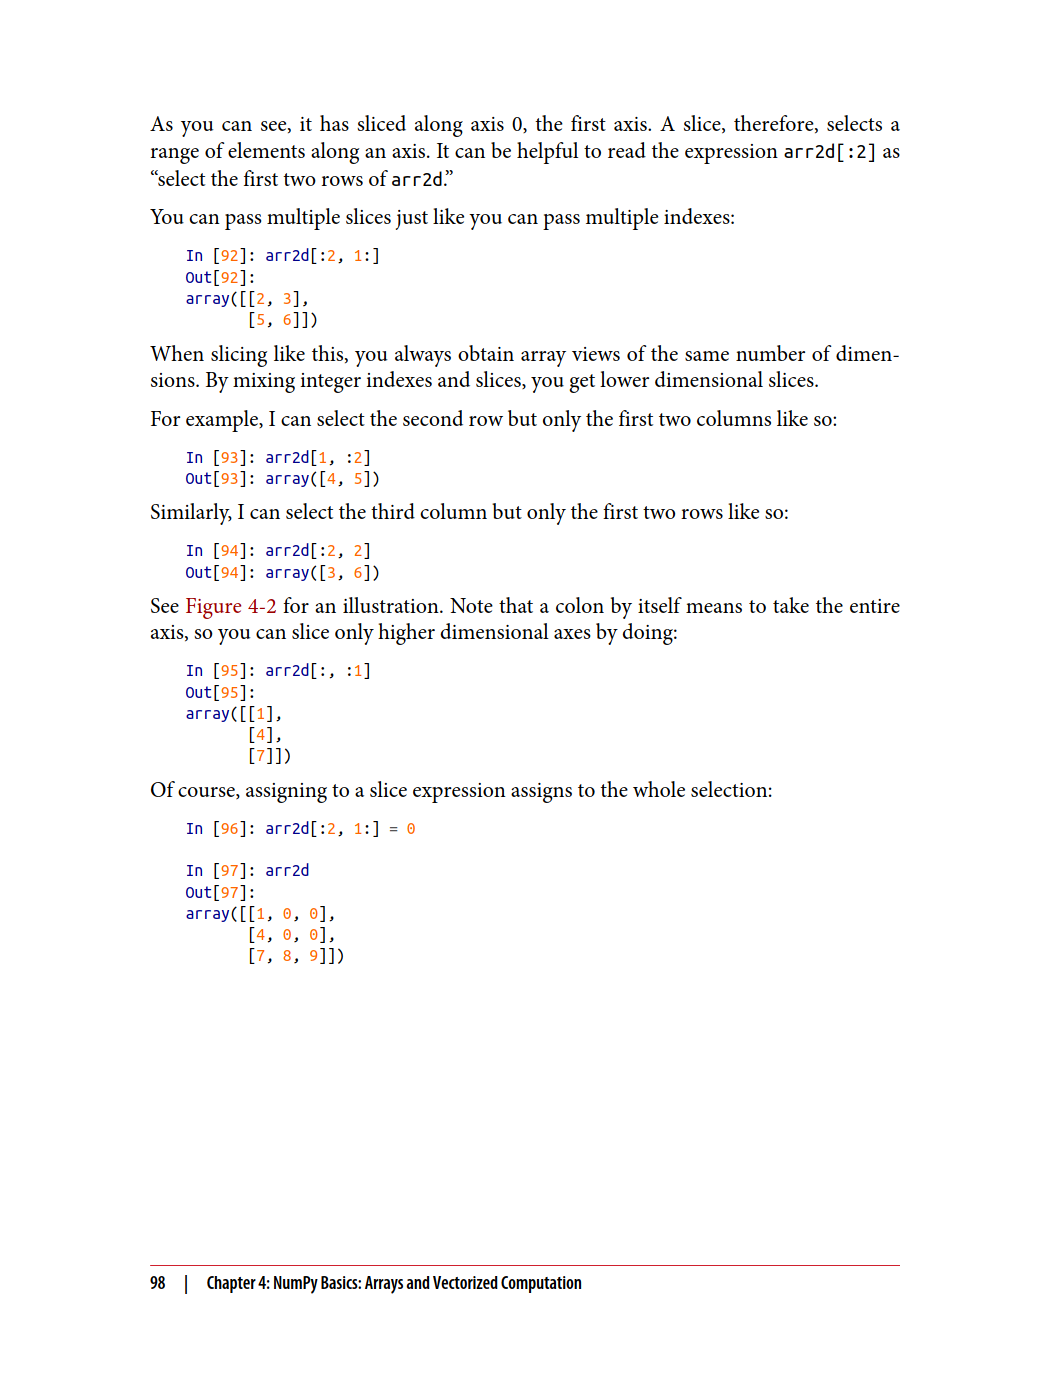 As you can see, it has sliced along axis 0, the first axis. A slice, therefore, selects a
range of elements along an axis. It can be helpful to read the expression arr2d[:2] as
“select the first two rows of arr2d.”
You can pass multiple slices just like you can pass multiple indexes:
In [92]: arr2d[:2, 1:]
Out[92]:
array([[2, 3],
       [5, 6]])
When slicing like this, you always obtain array views of the same number of dimen-
sions. By mixing integer indexes and slices, you get lower dimensional slices.
For example, I can select the second row but only the first two columns like so:
In [93]: arr2d[1, :2]
Out[93]: array([4, 5])
Similarly, I can select the third column but only the first two rows like so:
In [94]: arr2d[:2, 2]
Out[94]: array([3, 6])
See Figure 4-2 for an illustration. Note that a colon by itself means to take the entire
axis, so you can slice only higher dimensional axes by doing:
In [95]: arr2d[:, :1]
Out[95]:
array([[1],
       [4],
       [7]])
Of course, assigning to a slice expression assigns to the whole selection:
In [96]: arr2d[:2, 1:] = 0
In [97]: arr2d
Out[97]:
array([[1, 0, 0],
       [4, 0, 0],
       [7, 8, 9]])
98 | Chapter 4: NumPy Basics: Arrays and Vectorized Computation